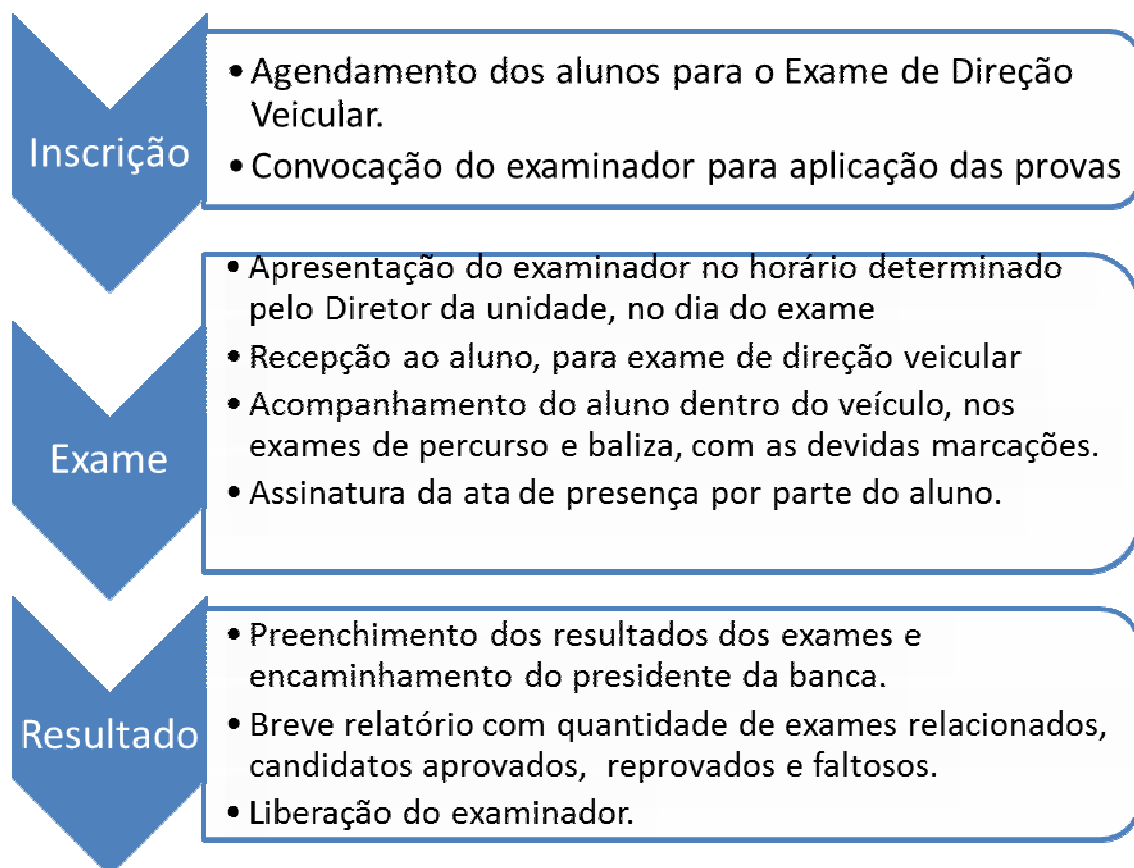 Inscrição
• Agendamento dos alunos para o Exame de Direção
Veicular.
• Convocação do examinador para aplicação das provas
Exame
• Apresentação do examinador no horário determinado
pelo Diretor da unidade, no dia do exame
• Recepção ao aluno, para exame de direção veicular
• Acompanhamento do aluno dentro do veículo, nos
exames de percurso e baliza, com as devidas marcações.
• Assinatura da ata de presença por parte do aluno.
Resultado
• Preenchimento dos resultados dos exames e
encaminhamento do presidente da banca.
• Breve relatório com quantidade de exames relacionados,
candidatos aprovados,  reprovados e faltosos.
• Liberação do examinador.